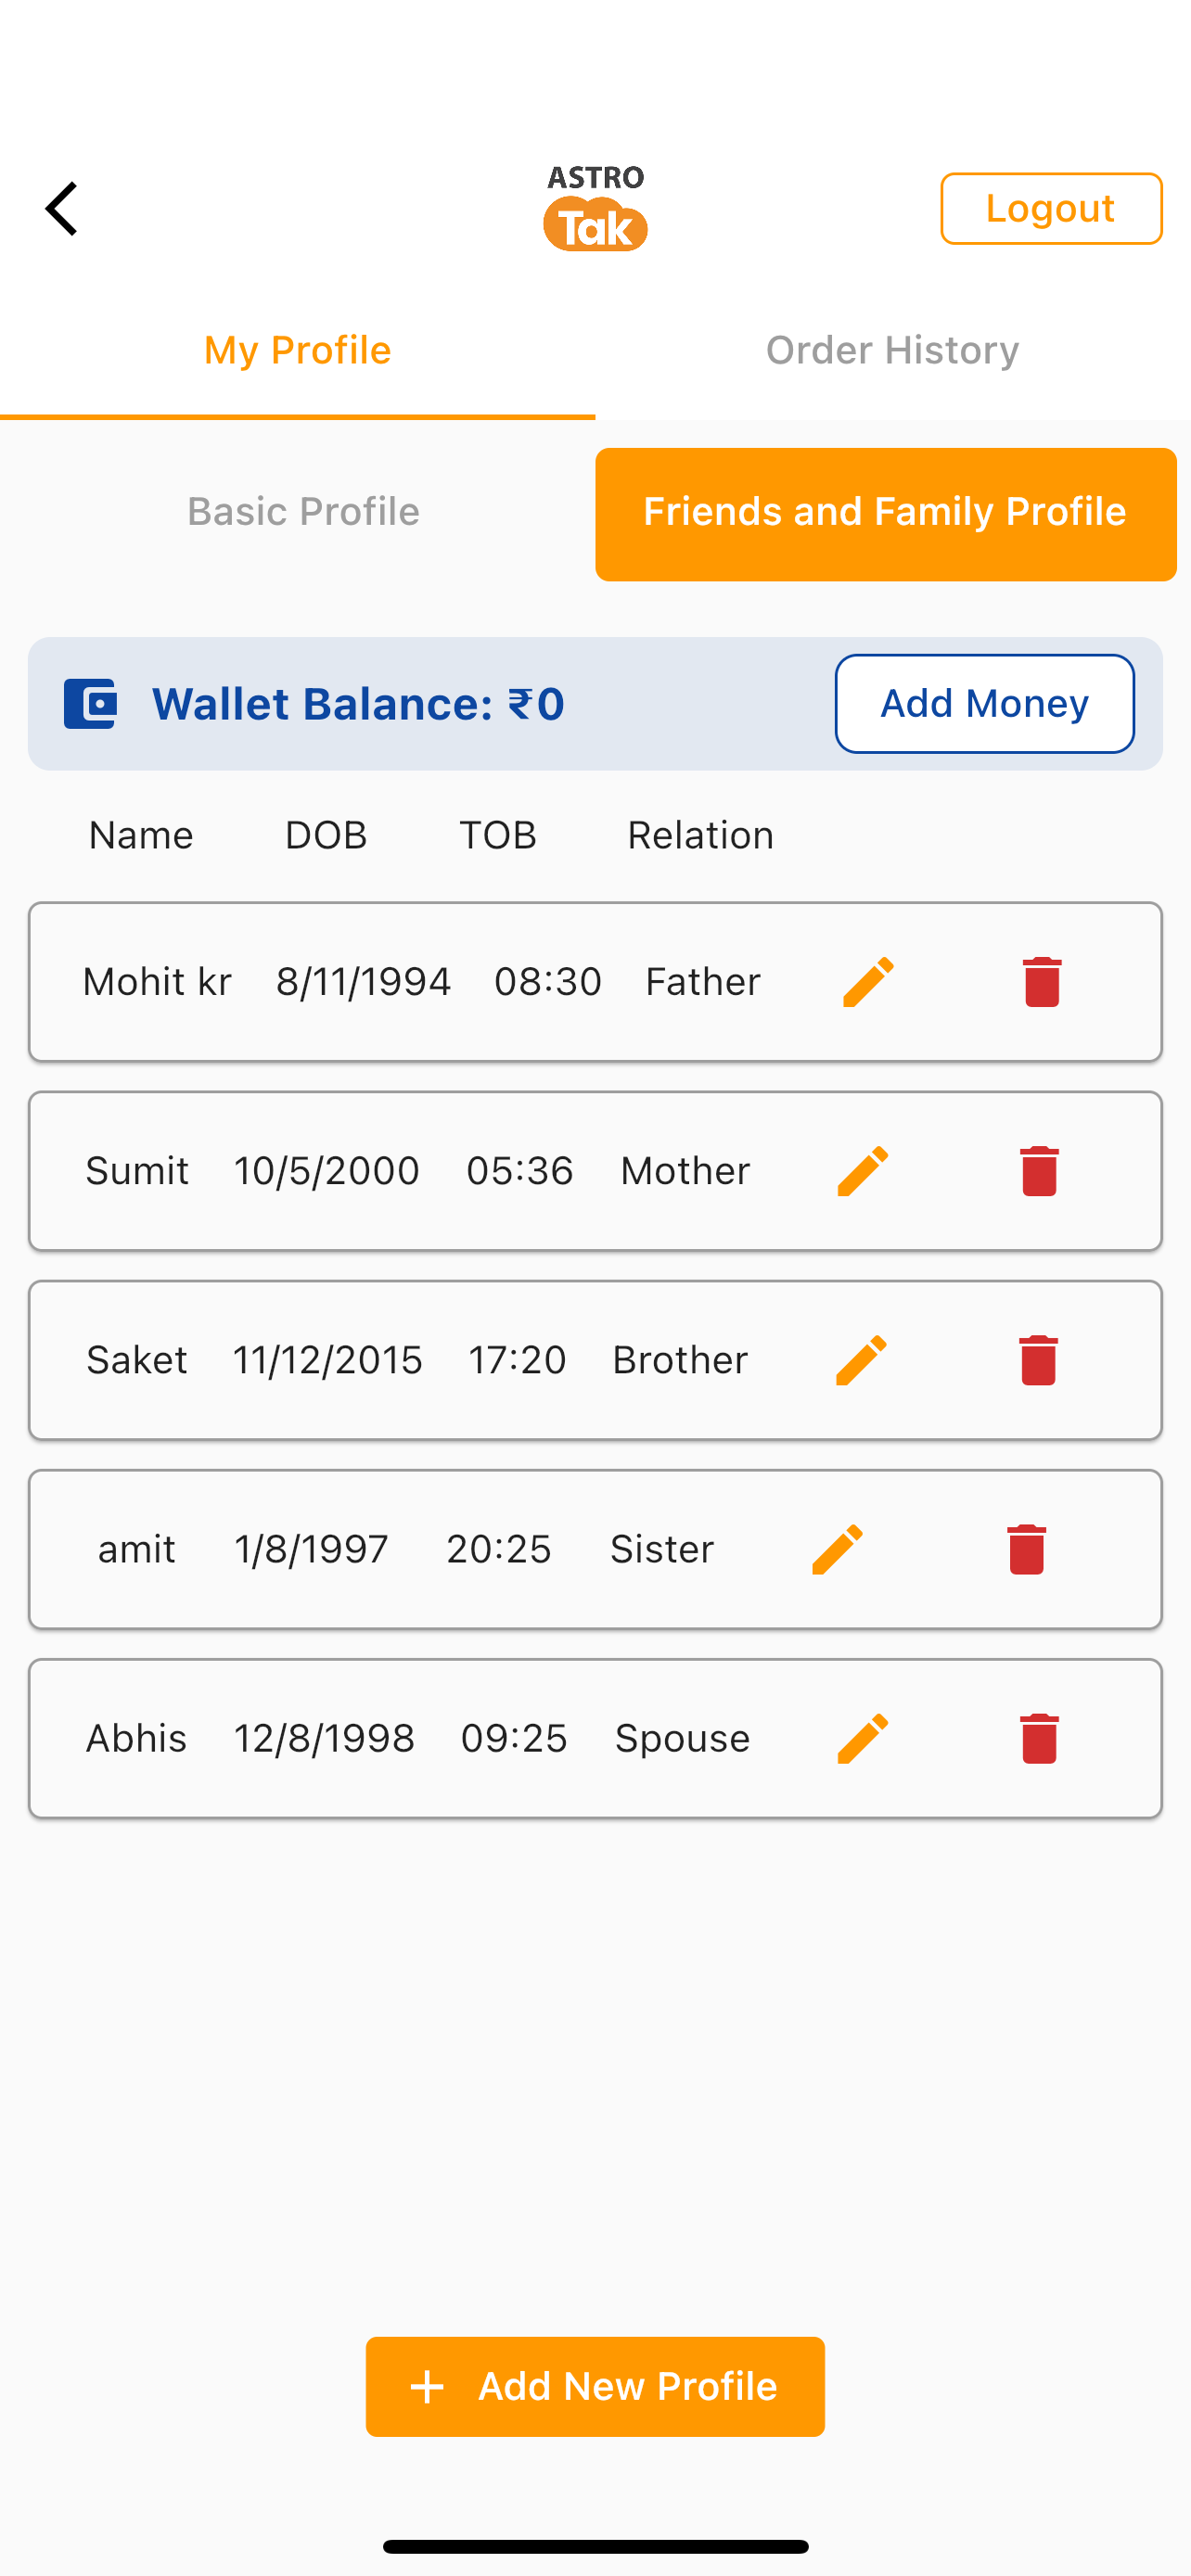 ASTRO
Tak
Logout
My Profile Order History
Basic Profile Friends and Family Profile
Wallet Balance: ₹0 Add Money
Name DOB TOB Relation
Mohit kr 8/11/1994 08:30 Father
Sumit 10/5/2000 05:36 Mother
Saket 11/12/2015 17:20 Brother
amit 1/8/1997 20:25 Sister
Abhis 12/8/1998 09:25 Spouse
+ Add New Profile